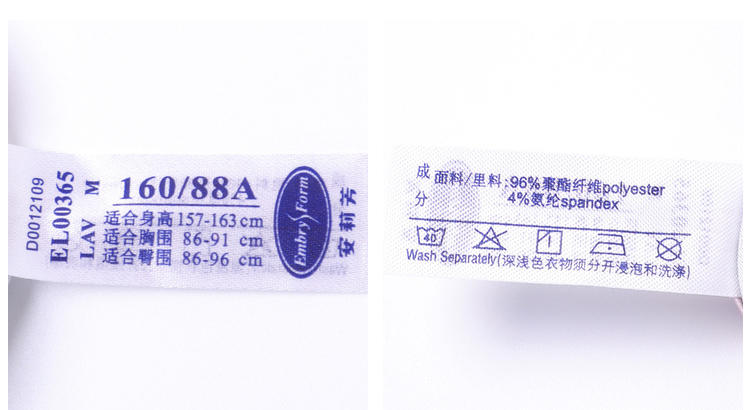 D0012109
EL00365
LAV M
160/88A
适合身高 157-163 cm
适合胸围 86-91 cm
适合臀围 86-96 cm
Embry Form
安莉芳
成分
面料/里料:96%聚酯纤维polyester
4%氨纶spandex
40
Wash Separately(深浅色衣物须分开浸泡和洗涤)